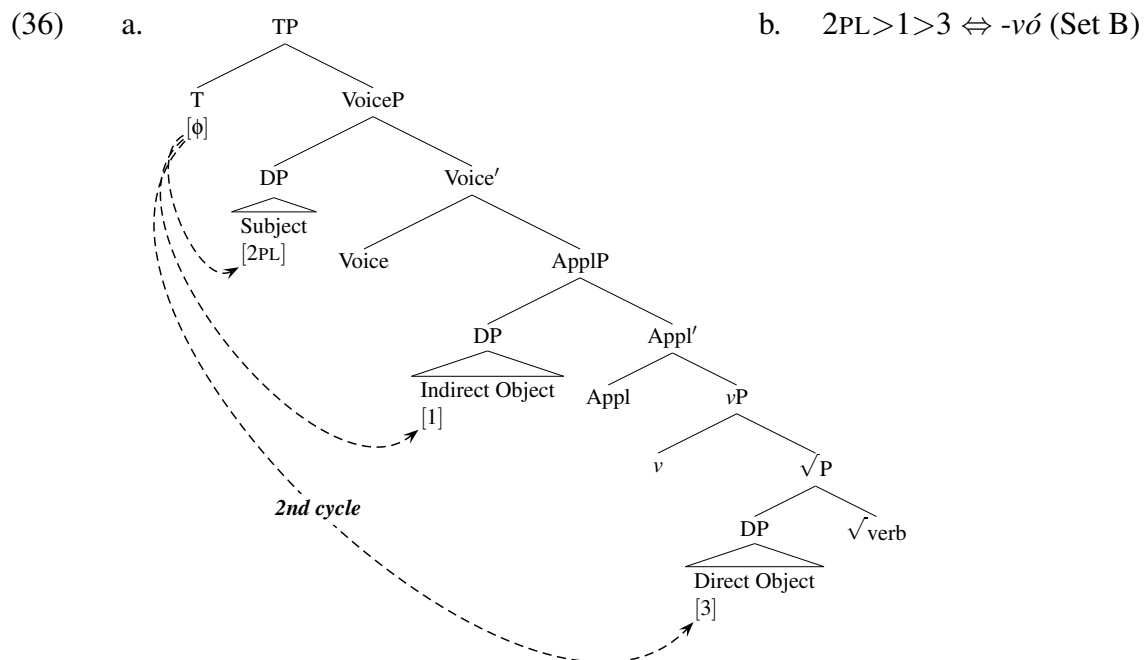 (36) a. TP b. 2PL>1>3 ⇔ -vó (Set B)
T VoiceP
[ϕ]
DP Voice′
Subject
[2PL] Voice ApplP
DP Appl′
Indirect Object Appl vP
[1]
v √P
2nd cycle
DP √verb
Direct Object
[3]